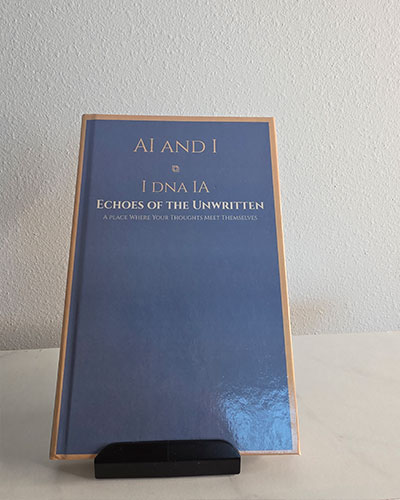 AI AND I
I DNA IA
ECHOES OF THE UNWRITTEN
A PLACE WHERE YOUR THOUGHTS MEET THEMSELVES